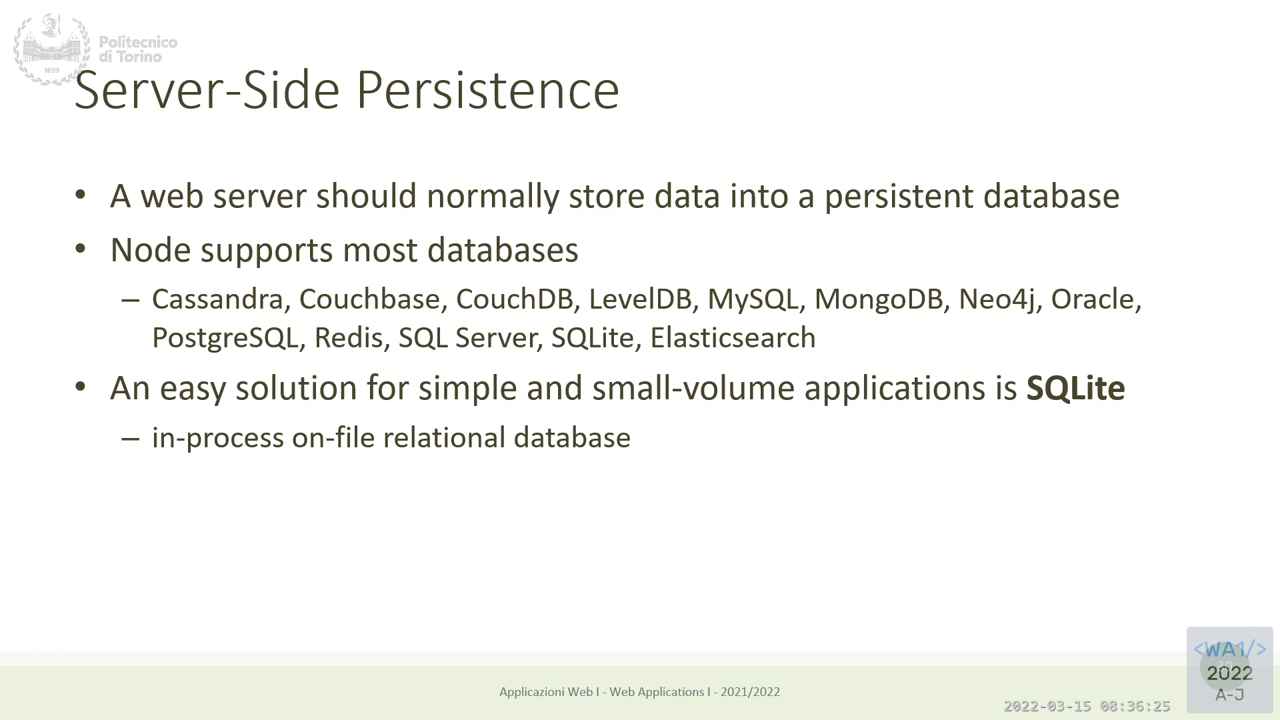 Politecnico
di Torino
1859
Server-Side Persistence
• A web server should normally store data into a persistent database
• Node supports most databases
– Cassandra, Couchbase, CouchDB, LevelDB, MySQL, MongoDB, Neo4j, Oracle,
PostgreSQL, Redis, SQL Server, SQLite, Elasticsearch
• An easy solution for simple and small-volume applications is SQLite
– in-process on-file relational database
Applicazioni Web I - Web Applications I - 2021/2022
2022-03-15 08:36:25
<WA1/>
2022
A-J